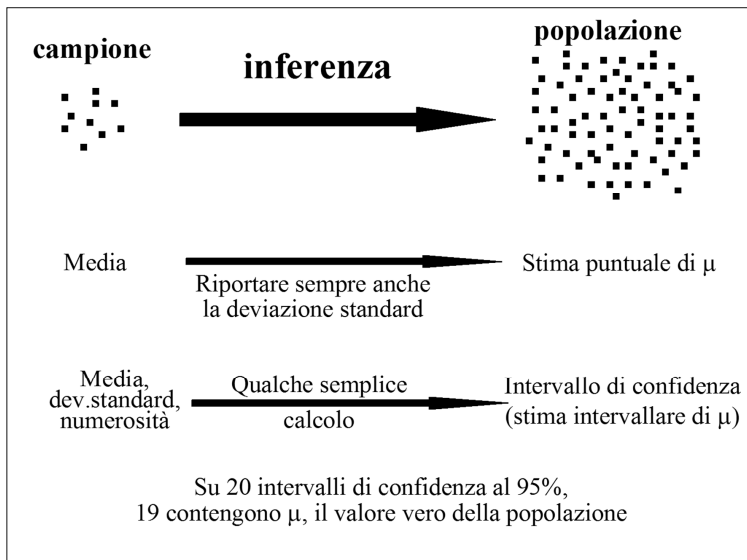 campione
inferenza
popolazione
Media
Riportare sempre anche
la deviazione standard
Stima puntuale di μ
Media,
dev.standard,
numerosità
Qualche semplice
calcolo
Intervallo di confidenza
(stima intervallare di μ)
Su 20 intervalli di confidenza al 95%,
19 contengono μ, il valore vero della popolazione